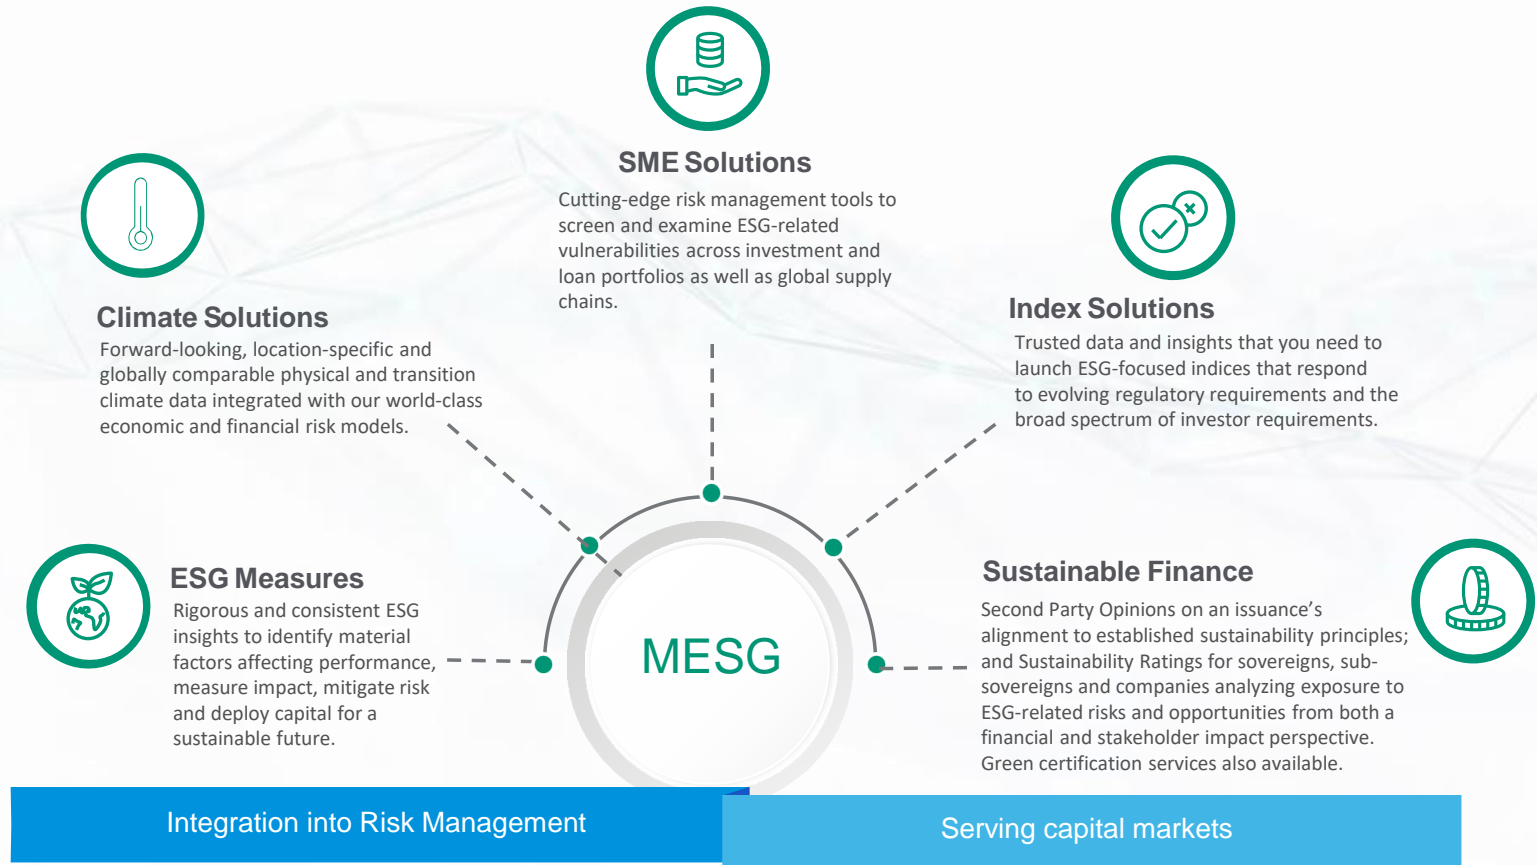 SME Solutions
Cutting-edge risk management tools to
screen and examine ESG-related
vulnerabilities across investment and
loan portfolios as well as global supply
chains.
Climate Solutions
Forward-looking, location-specific and
globally comparable physical and transition
climate data integrated with our world-class
economic and financial risk models.
Index Solutions
Trusted data and insights that you need to
launch ESG-focused indices that respond
to evolving regulatory requirements and the
broad spectrum of investor requirements.
ESG Measures
Rigorous and consistent ESG
insights to identify material
factors affecting performance,
measure impact, mitigate risk
and deploy capital for a
sustainable future.
MESG
Sustainable Finance
Second Party Opinions on an issuance’s
alignment to established sustainability principles;
and Sustainability Ratings for sovereigns, sub-
sovereigns and companies analyzing exposure to
ESG-related risks and opportunities from both a
financial and stakeholder impact perspective.
Green certification services also available.
Integration into Risk Management
Serving capital markets